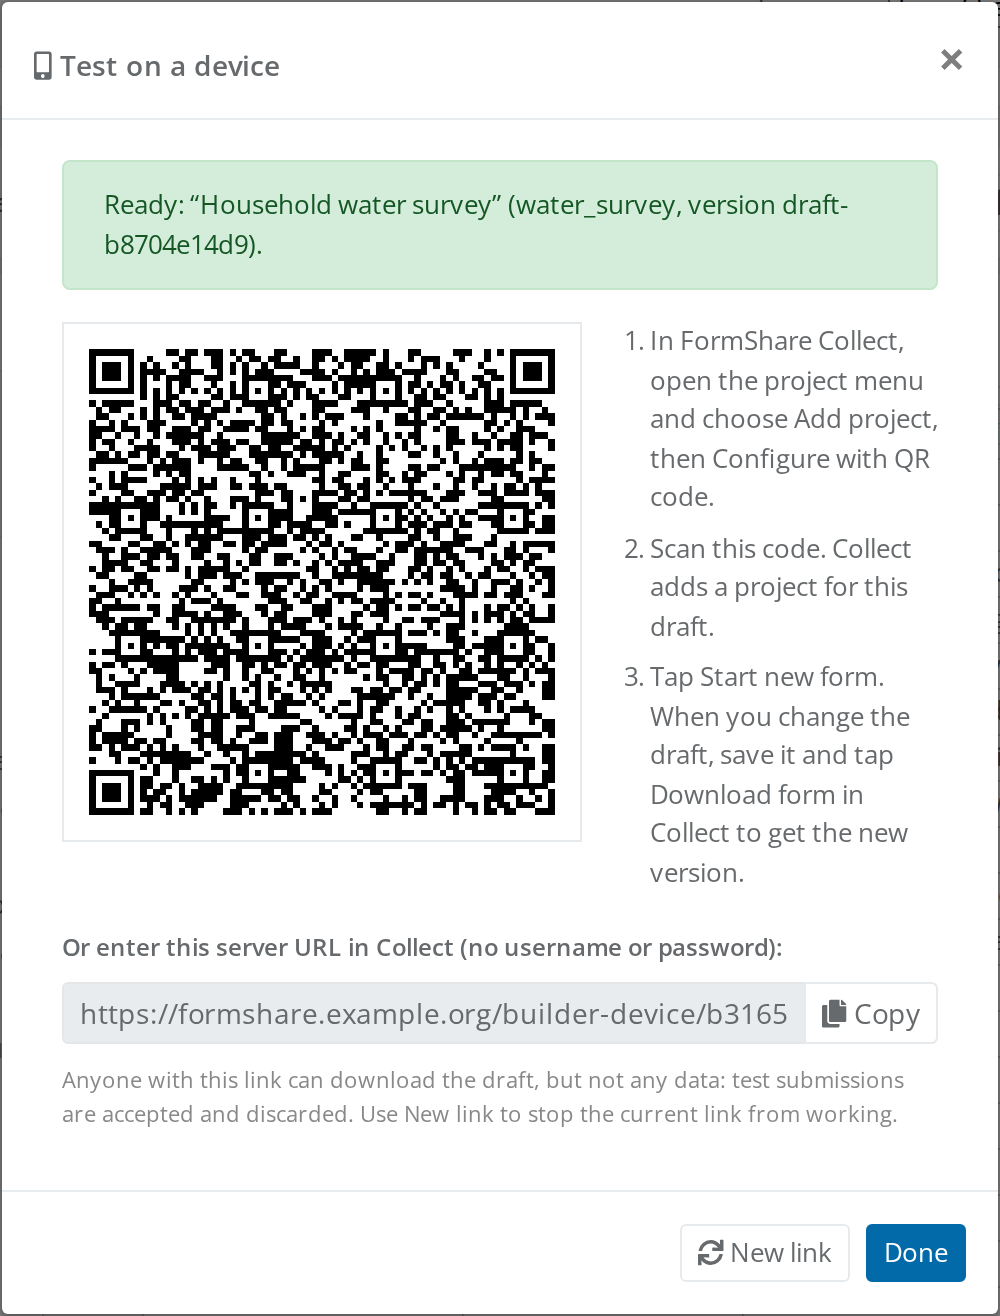 Test on a device
Ready: “Household water survey” (water_survey, version draft-
b8704e14d9).
1. In FormShare Collect,
open the project menu
and choose Add project,
then Configure with QR
code.
2. Scan this code. Collect
adds a project for this
draft.
3. Tap Start new form.
When you change the
draft, save it and tap
Download form in
Collect to get the new
version.
Or enter this server URL in Collect (no username or password):
https://formshare.example.org/builder-device/b3165
Copy
Anyone with this link can download the draft, but not any data: test submissions
are accepted and discarded. Use New link to stop the current link from working.
New link
Done